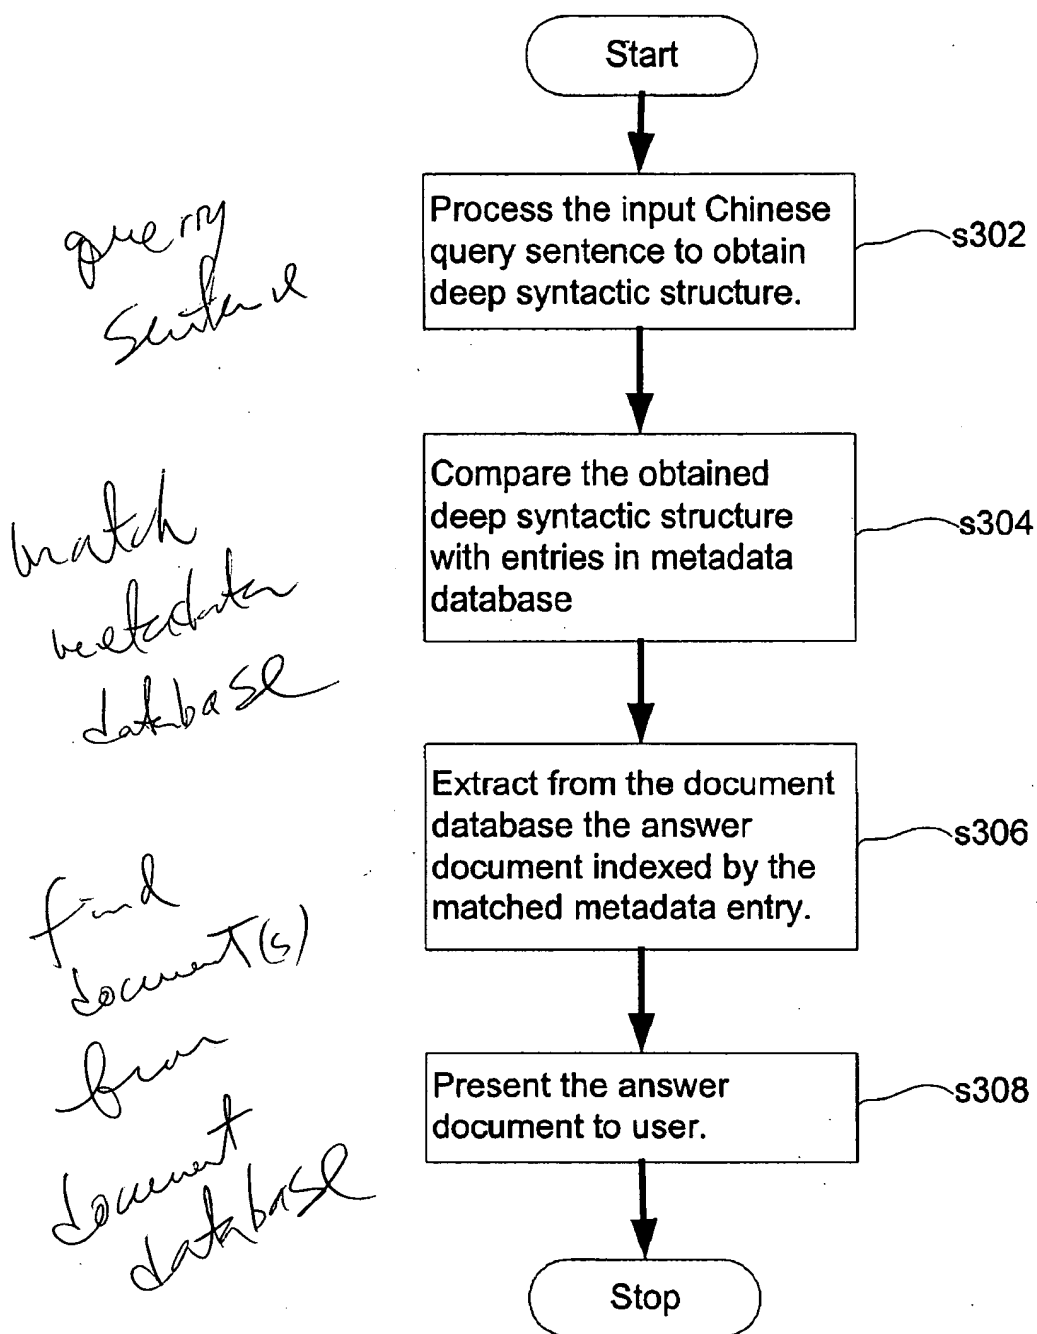 Start
Process the input Chinese
query sentence to obtain
deep syntactic structure.
s302
querry
sentence
Compare the obtained
deep syntactic structure
with entries in metadata
database
s304
match
metadata
database
Extract from the document
database the answer
document indexed by the
matched metadata entry.
s306
find
document(s)
from
document
database
Present the answer
document to user.
s308
Stop